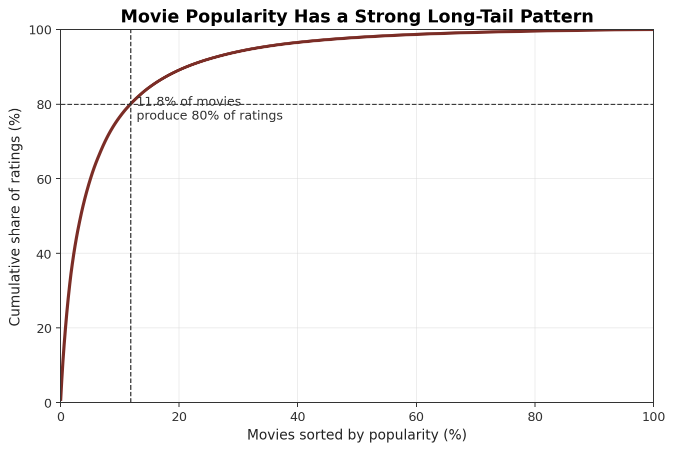 Movie Popularity Has a Strong Long-Tail Pattern
100
80
60
40
20
0
Cumulative share of ratings (%)
11.8% of movies
produce 80% of ratings
0 20 40 60 80 100
Movies sorted by popularity (%)